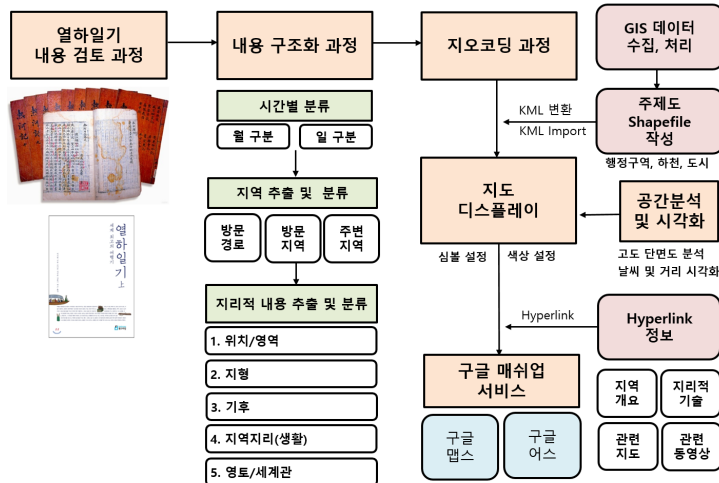 열하일기
내용 검토 과정
내용 구조화 과정
지오코딩 과정
GIS 데이터
수집, 처리
시간별 분류
월 구분
일 구분
KML 변환
KML Import
주제도
Shapefile
작성
행정구역, 하천, 도시
지역 추출 및 분류
방문
경로
방문
지역
주변
지역
지도
디스플레이
공간분석
및 시각화
심볼 설정
색상 설정
고도 단면도 분석
날씨 및 거리 시각화
열하일기 上
지리적 내용 추출 및 분류
1. 위치/영역
2. 지형
3. 기후
4. 지역지리(생활)
5. 영토/세계관
Hyperlink
Hyperlink
정보
구글 매쉬업
서비스
구글
맵스
구글
어스
지역
개요
지리적
기술
관련
지도
관련
동영상